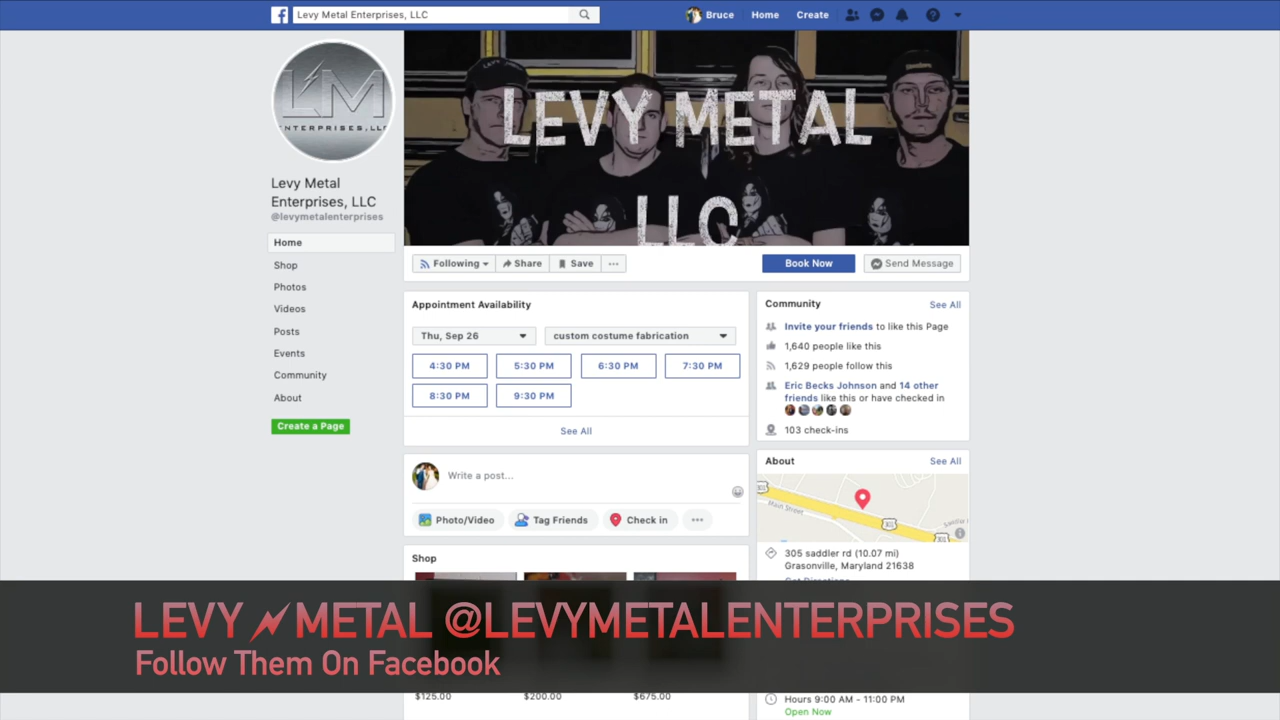 Levy Metal Enterprises, LLC
Bruce
Home
Create
LM
ENTERPRISES,LLC
LEVY METAL
LLC
Levy Metal
Enterprises, LLC
@levymetalenterprises
Home
Shop
Photos
Videos
Posts
Events
Community
About
Create a Page
Following
Share
Save
Book Now
Send Message
Appointment Availability
Thu, Sep 26
custom costume fabrication
4:30 PM 5:30 PM 6:30 PM 7:30 PM
8:30 PM 9:30 PM
See All
Write a post...
Photo/Video
Tag Friends
Check in
Shop
Community
See All
Invite your friends to like this Page
1,640 people like this
1,629 people follow this
Eric Becks Johnson and 14 other
friends like this or have checked in
103 check-ins
About
See All
301
Main Street
301
301
305 saddler rd (10.07 mi)
Grasonville, Maryland 21638
LEVY METAL @LEVYMETALENTERPRISES
Follow Them On Facebook
$125.00 $200.00 $675.00
Hours 9:00 AM - 11:00 PM
Open Now